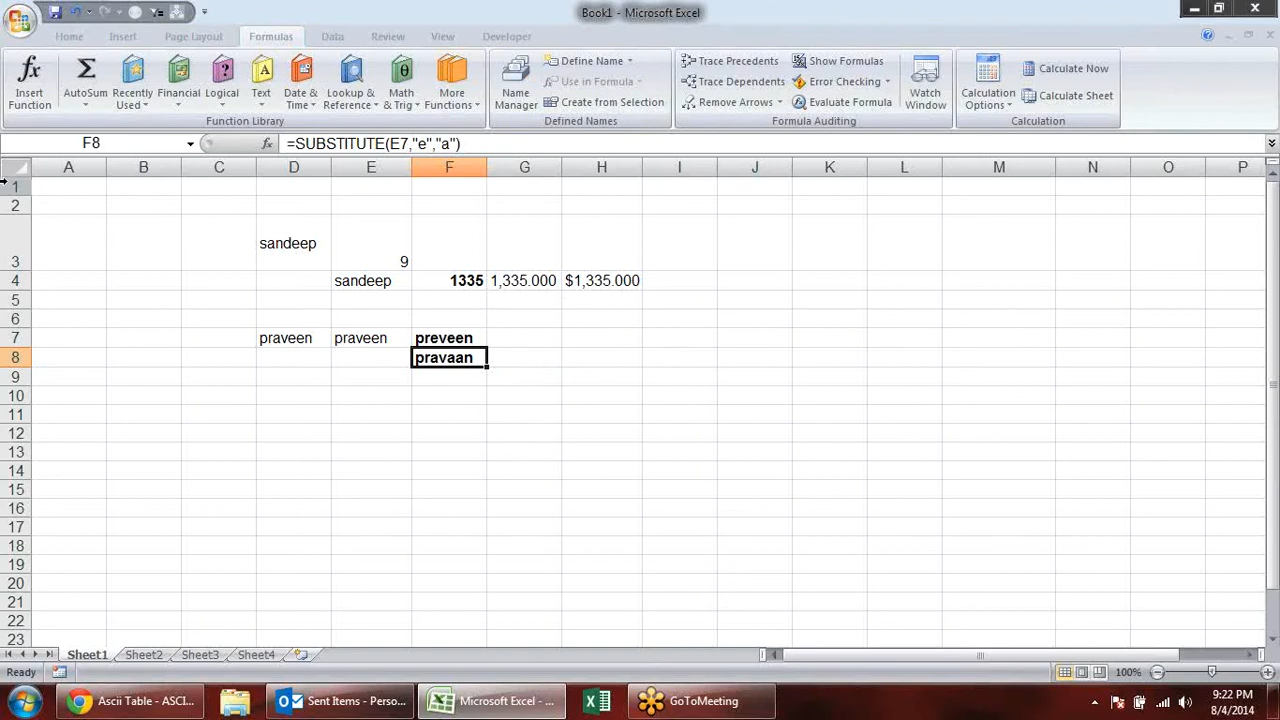 Book1 - Microsoft Excel
Home Insert Page Layout Formulas Data Review View Developer
Insert Function
AutoSum
Recently Used
Financial
Logical
Text
Date & Time
Lookup & Reference
Math & Trig
More Functions
Function Library
Name Manager
Define Name
Use in Formula
Create from Selection
Defined Names
Trace Precedents
Trace Dependents
Remove Arrows
Show Formulas
Error Checking
Evaluate Formula
Watch Window
Formula Auditing
Calculation Options
Calculate Now
Calculate Sheet
Calculation
F8 fx =SUBSTITUTE(E7,"e","a")
A B C D E F G H I J K L M N O P
1
2
3 sandeep 9
4 sandeep 1335 1,335.000 $1,335.000
5
6
7 praveen praveen preveen
8 pravaan
9
10
11
12
13
14
15
16
17
18
19
20
21
22
23
Sheet1 Sheet2 Sheet3 Sheet4
Ready 100%
Ascii Table - ASCI... Sent Items - Perso... Microsoft Excel - ... GoToMeeting
9:22 PM
8/4/2014